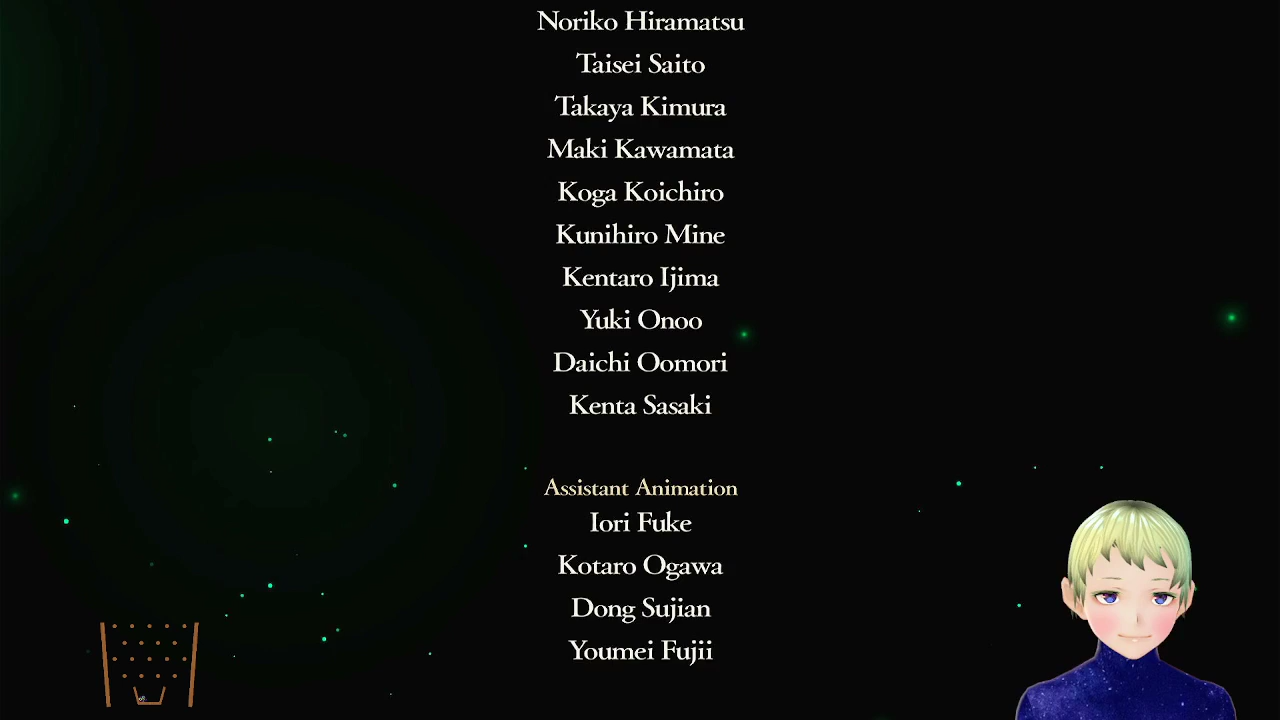 Noriko Hiramatsu
Taisei Saito
Takaya Kimura
Maki Kawamata
Koga Koichiro
Kunihiro Mine
Kentaro Ijima
Yuki Onoo
Daichi Oomori
Kenta Sasaki
Assistant Animation
Iori Fuke
Kotaro Ogawa
Dong Sujian
Youmei Fujii